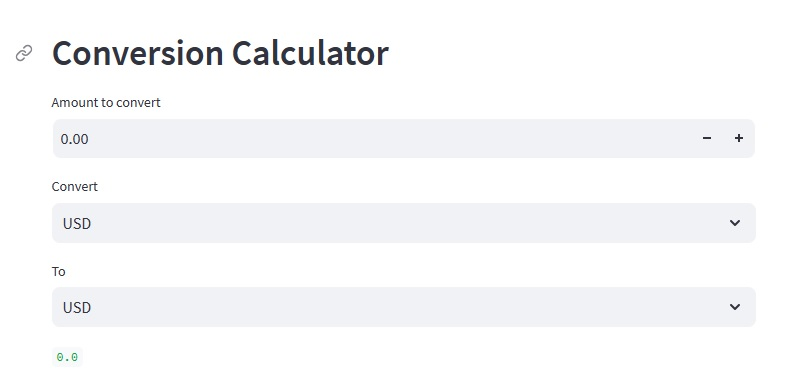 Conversion Calculator
Amount to convert
0.00
Convert
USD
To
USD
0.0